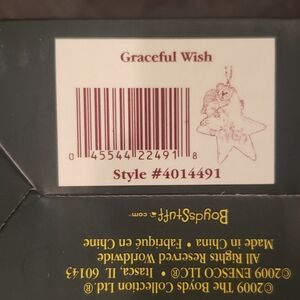 Graceful Wish
0 45544 22491 8
Style #4014491
BoydsStuff.com™
©2009 The Boyds Collection Ltd.®
©2009 ENESCO LLC® • Itasca, IL 60143
All Rights Reserved Worldwide
Made in China • Fabriqué en Chine